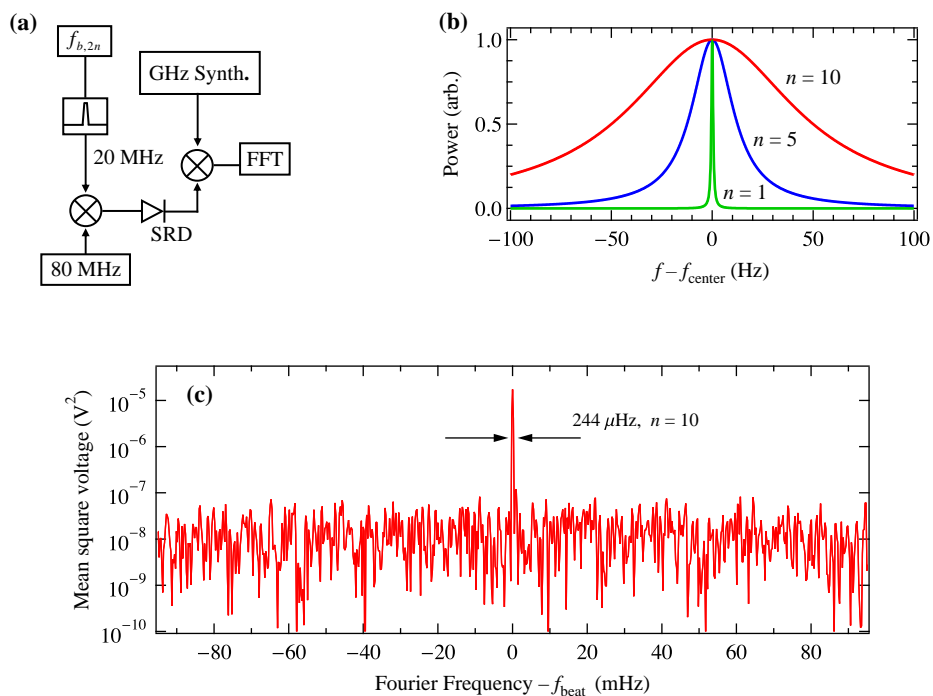 (a)
f_{b,2n}
GHz Synth.
20 MHz
FFT
SRD
80 MHz
(b)
Power (arb.)
1.0
0.5
0.0
n = 10
n = 5
n = 1
−100
−50
0
50
100
f − f_center (Hz)
(c)
Mean square voltage (V²)
10⁻⁵
10⁻⁶
10⁻⁷
10⁻⁸
10⁻⁹
10⁻¹⁰
244 μHz, n = 10
−80
−60
−40
−20
0
20
40
60
80
Fourier Frequency − f_beat (mHz)